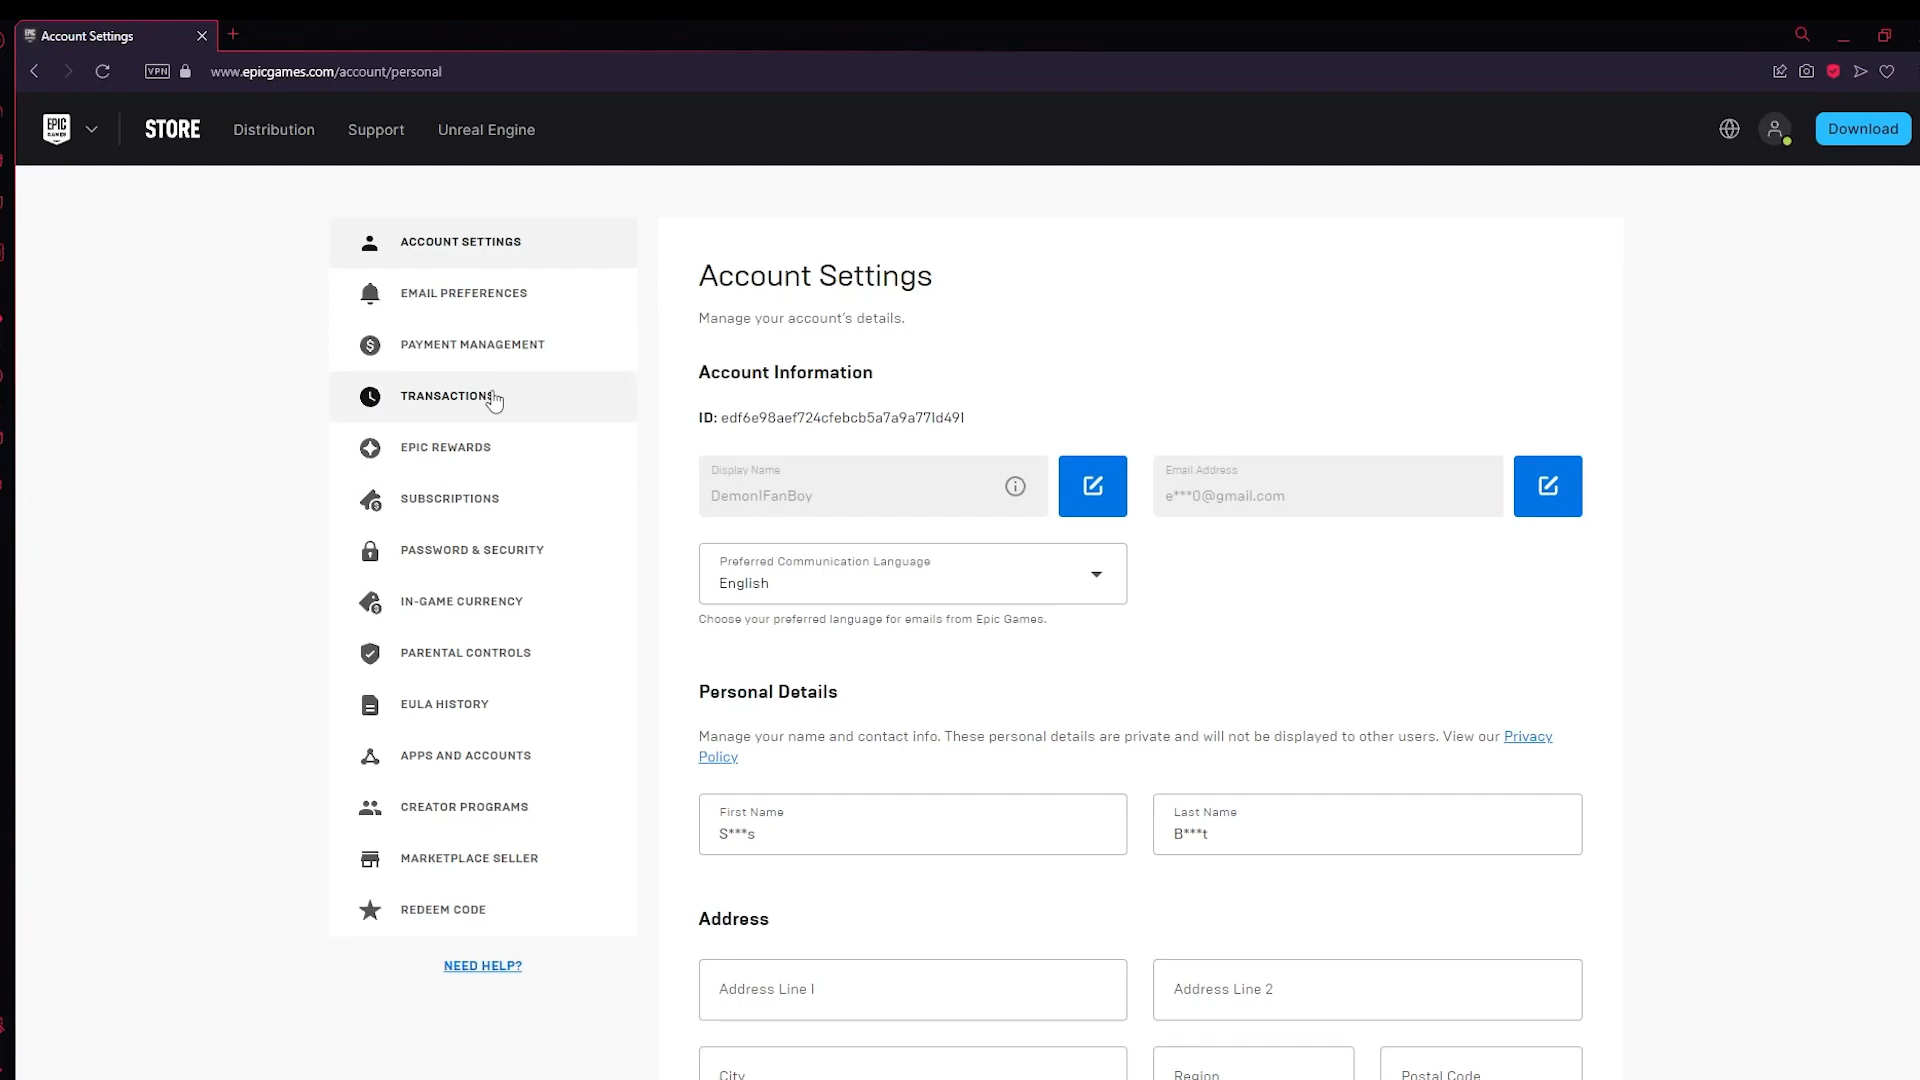 Account Settings
VPN
www.epicgames.com/account/personal
EPIC GAMES
STORE
Distribution
Support
Unreal Engine
Download
ACCOUNT SETTINGS
EMAIL PREFERENCES
PAYMENT MANAGEMENT
TRANSACTIONS
EPIC REWARDS
SUBSCRIPTIONS
PASSWORD & SECURITY
IN-GAME CURRENCY
PARENTAL CONTROLS
EULA HISTORY
APPS AND ACCOUNTS
CREATOR PROGRAMS
MARKETPLACE SELLER
REDEEM CODE
NEED HELP?
Account Settings
Manage your account's details.
Account Information
ID: edf6e98aef724cfebcb5a7a9a771d491
Display Name
Demon1FanBoy
Email Address
e***0@gmail.com
Preferred Communication Language
English
Choose your preferred language for emails from Epic Games.
Personal Details
Manage your name and contact info. These personal details are private and will not be displayed to other users. View our Privacy
Policy
First Name
S***s
Last Name
B***t
Address
Address Line 1
Address Line 2
City
Region
Postal Code